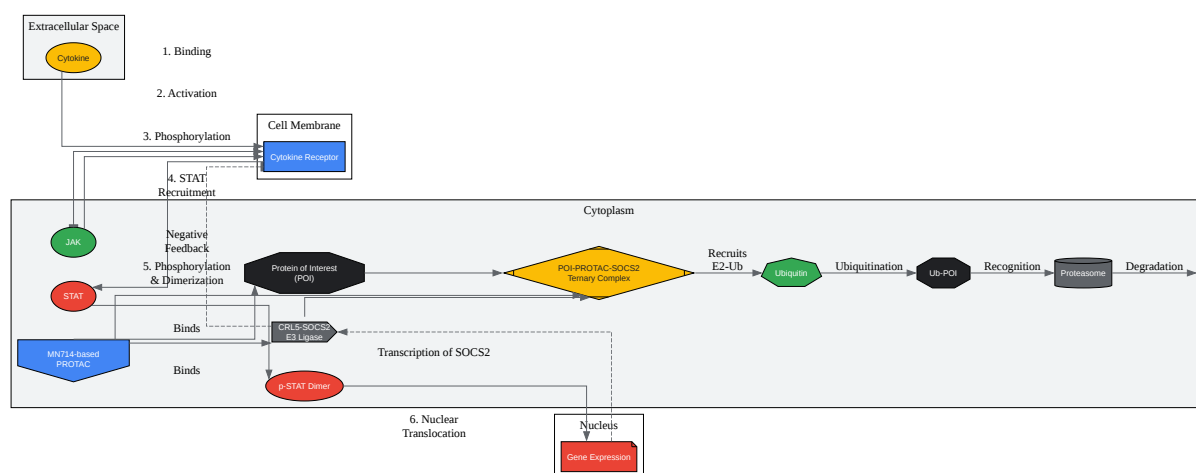 Extracellular Space
Cytokine
1. Binding
2. Activation
3. Phosphorylation
Cell Membrane
Cytokine Receptor
4. STAT
Recruitment
Cytoplasm
JAK
Negative
Feedback
5. Phosphorylation
& Dimerization
STAT
Protein of Interest
(POI)
POI-PROTAC-SOCS2
Ternary Complex
Recruits
E2-Ub
Ubiquitin
Ubiquitination
Ub-POI
Recognition
Proteasome
Degradation
Binds
CRL5-SOCS2
E3 Ligase
MN714-based
PROTAC
Binds
Transcription of SOCS2
p-STAT Dimer
6. Nuclear
Translocation
Nucleus
Gene Expression